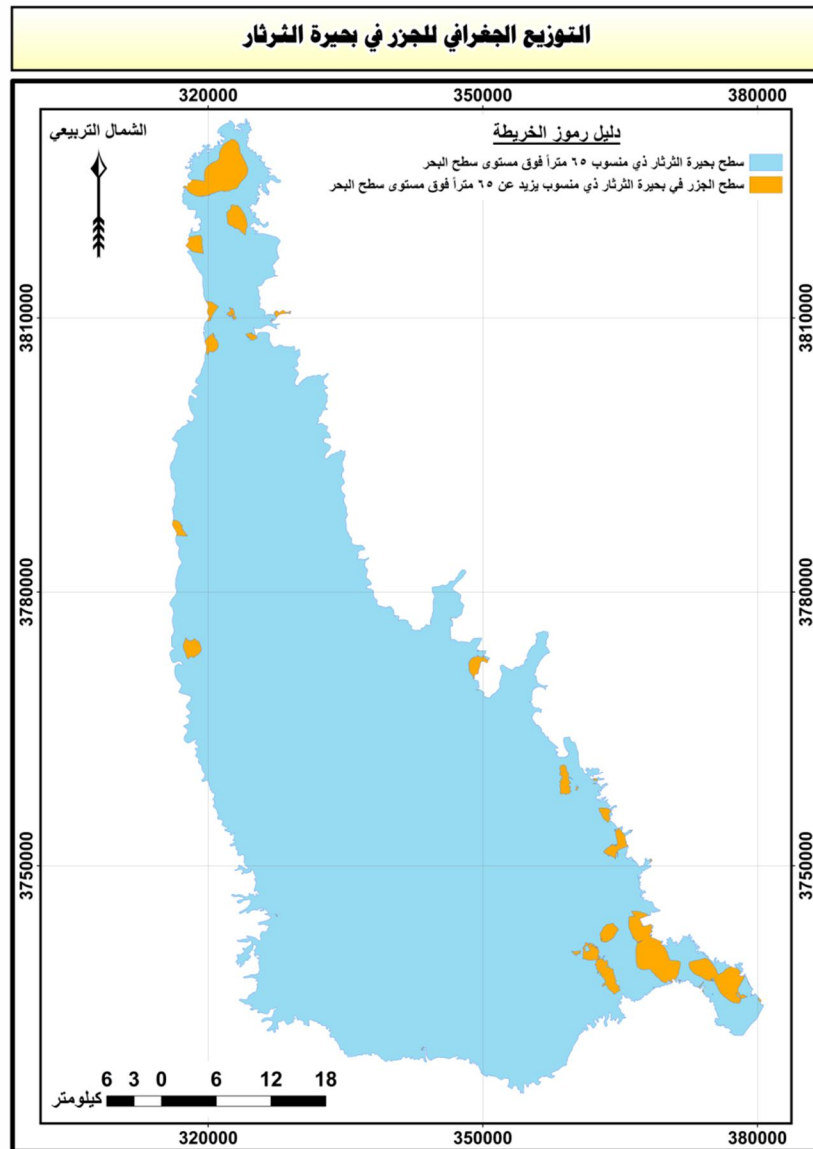 التوزيع الجغرافي للجزر في بحيرة الثرثار
320000 350000 380000
الشمال التربيعي
دليل رموز الخريطة
سطح بحيرة الثرثار ذي منسوب ٦٥ متراً فوق مستوى سطح البحر
سطح الجزر في بحيرة الثرثار ذي منسوب يزيد عن ٦٥ متراً فوق مستوى سطح البحر
3810000 3810000
3780000 3780000
3750000 3750000
6 3 0 6 12 18
كيلومتر
320000 350000 380000